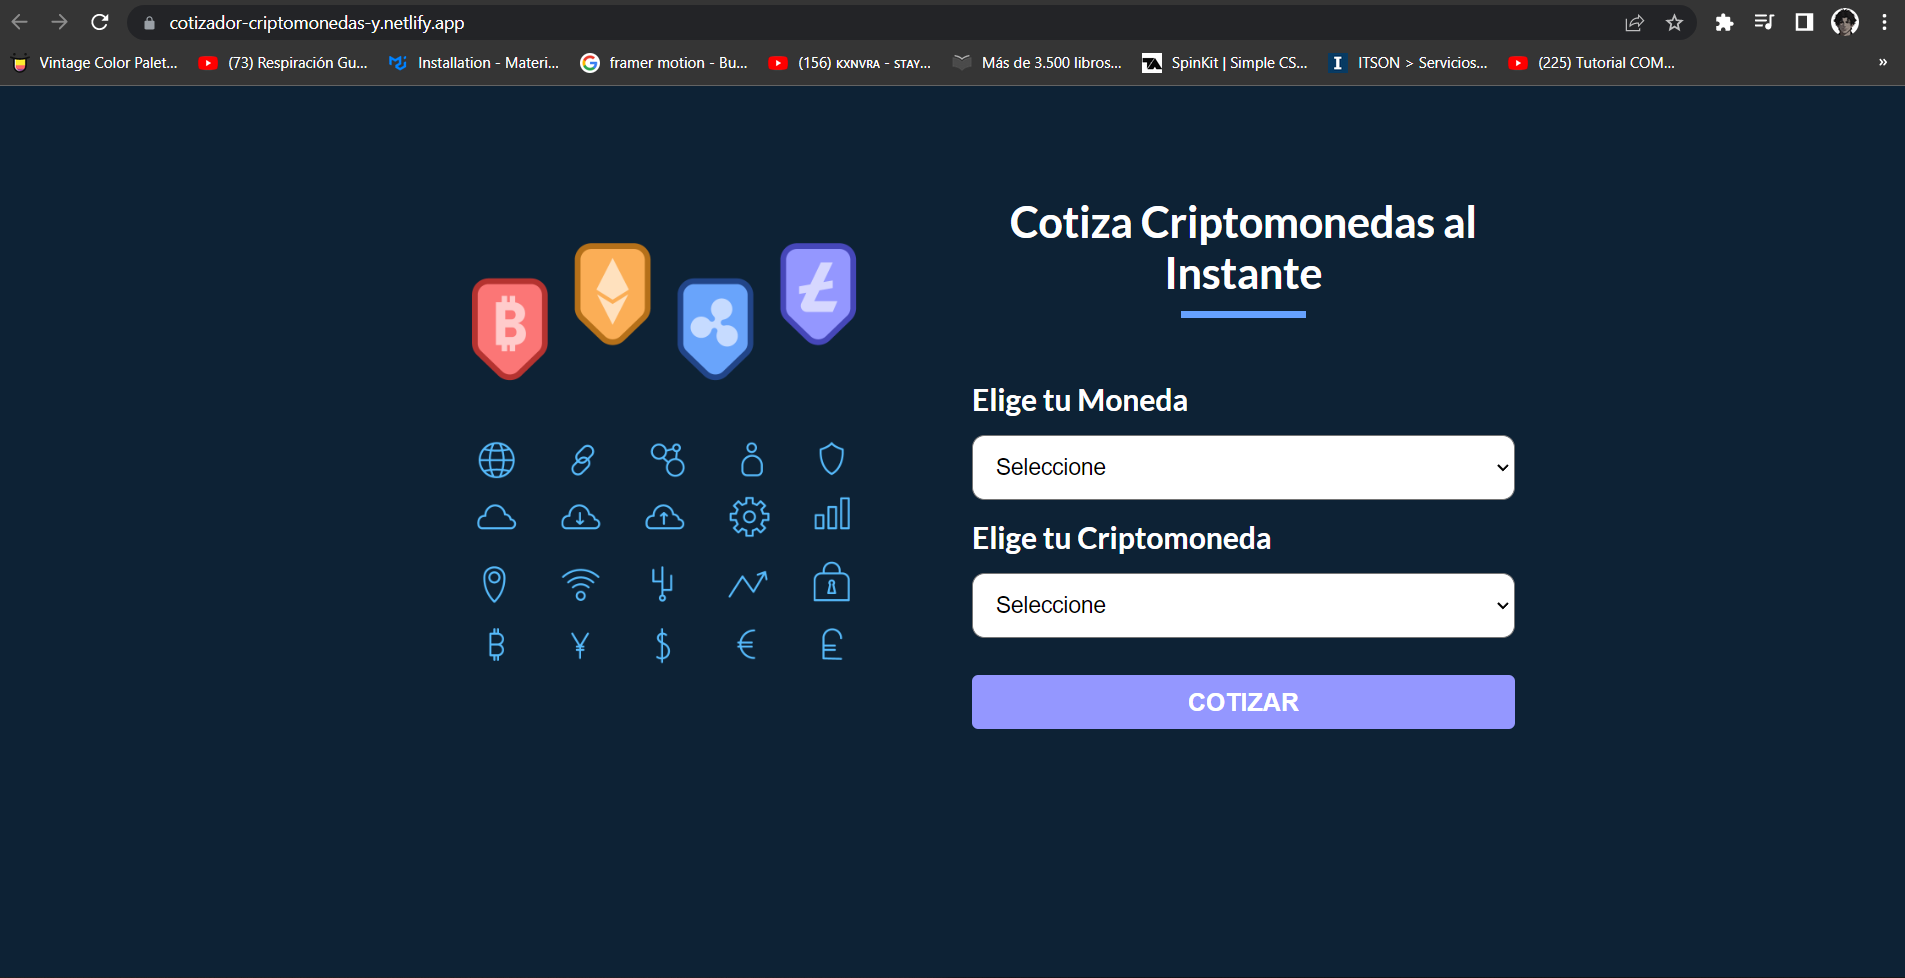 cotizador-criptomonedas-y.netlify.app
Vintage Color Palet...
(73) Respiración Gu...
Installation - Materi...
framer motion - Bu...
(156) ᴋxɴvʀᴀ - sᴛᴀʏ...
Más de 3.500 libros...
SpinKit | Simple CS...
ITSON > Servicios...
(225) Tutorial COM...
»
Cotiza Criptomonedas al
Instante
Elige tu Moneda
Seleccione
Elige tu Criptomoneda
Seleccione
COTIZAR